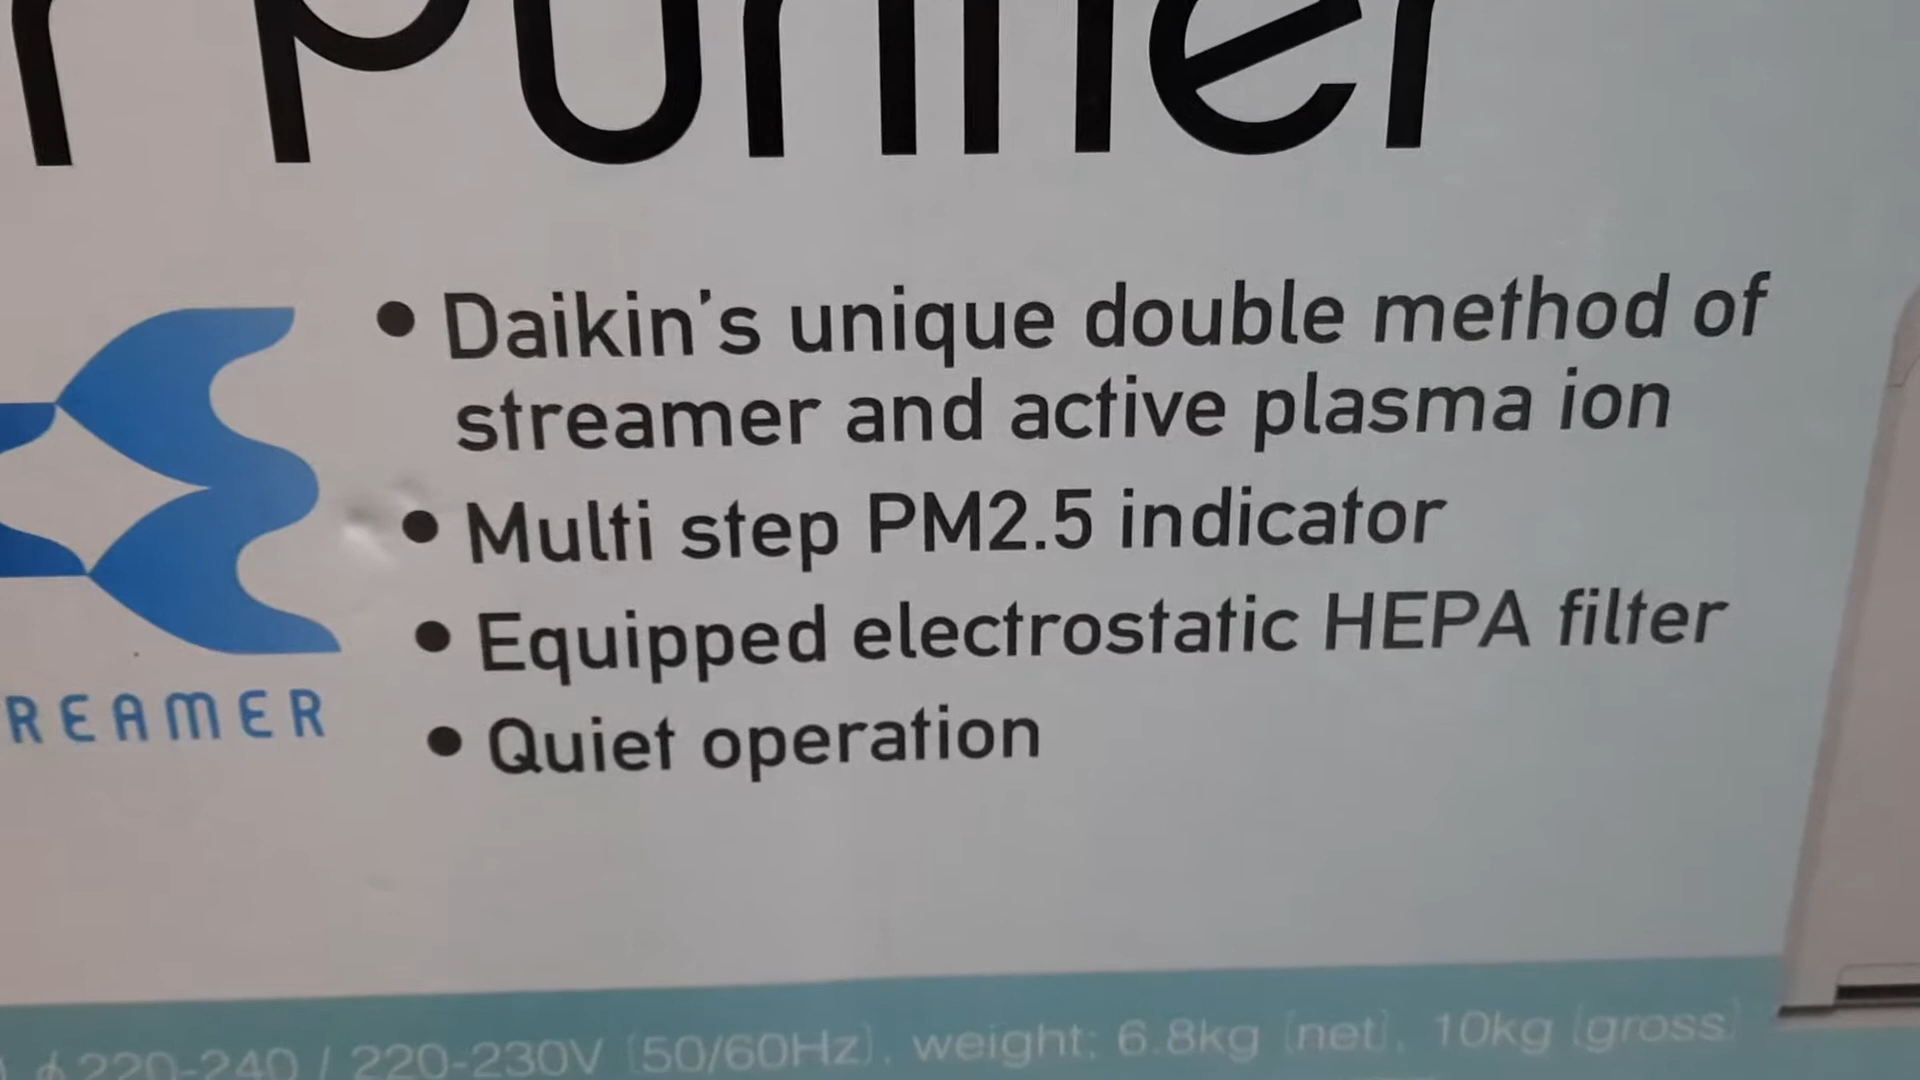 r Purifier
• Daikin's unique double method of
streamer and active plasma ion
• Multi step PM2.5 indicator
• Equipped electrostatic HEPA filter
• Quiet operation
REAMER
ϕ 220-240 / 220-230V (50/60Hz), weight: 6.8kg (net), 10kg (gross)